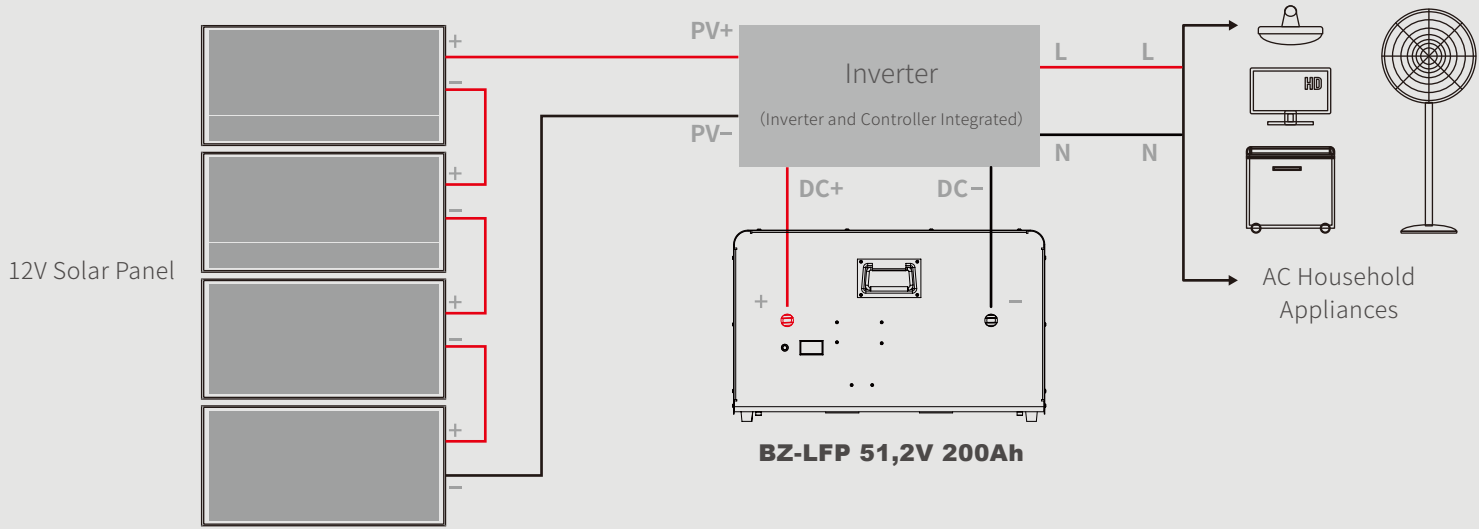 12V Solar Panel
+
−
+
−
+
−
+
−
PV+
PV−
Inverter
(Inverter and Controller Integrated)
DC+
DC−
L
L
N
N
HD
AC Household
Appliances
+
−
BZ-LFP 51,2V 200Ah